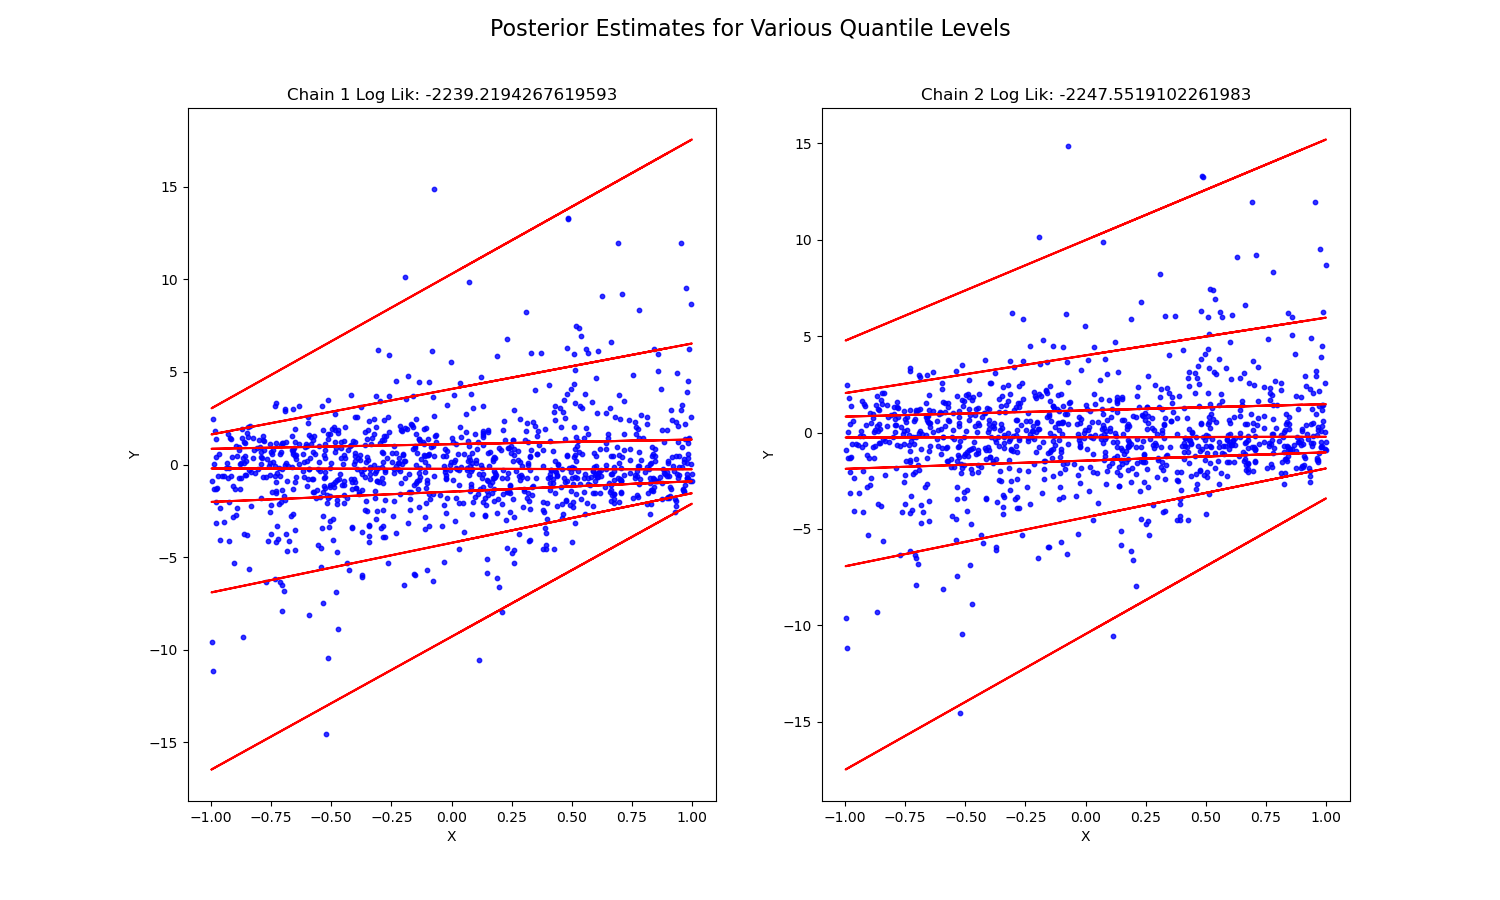 Posterior Estimates for Various Quantile Levels
Chain 1 Log Lik: -2239.2194267619593
15
10
5
0
−5
−10
−15
Y
−1.00 −0.75 −0.50 −0.25 0.00 0.25 0.50 0.75 1.00
X
Chain 2 Log Lik: -2247.5519102261983
15
10
5
0
−5
−10
−15
Y
−1.00 −0.75 −0.50 −0.25 0.00 0.25 0.50 0.75 1.00
X